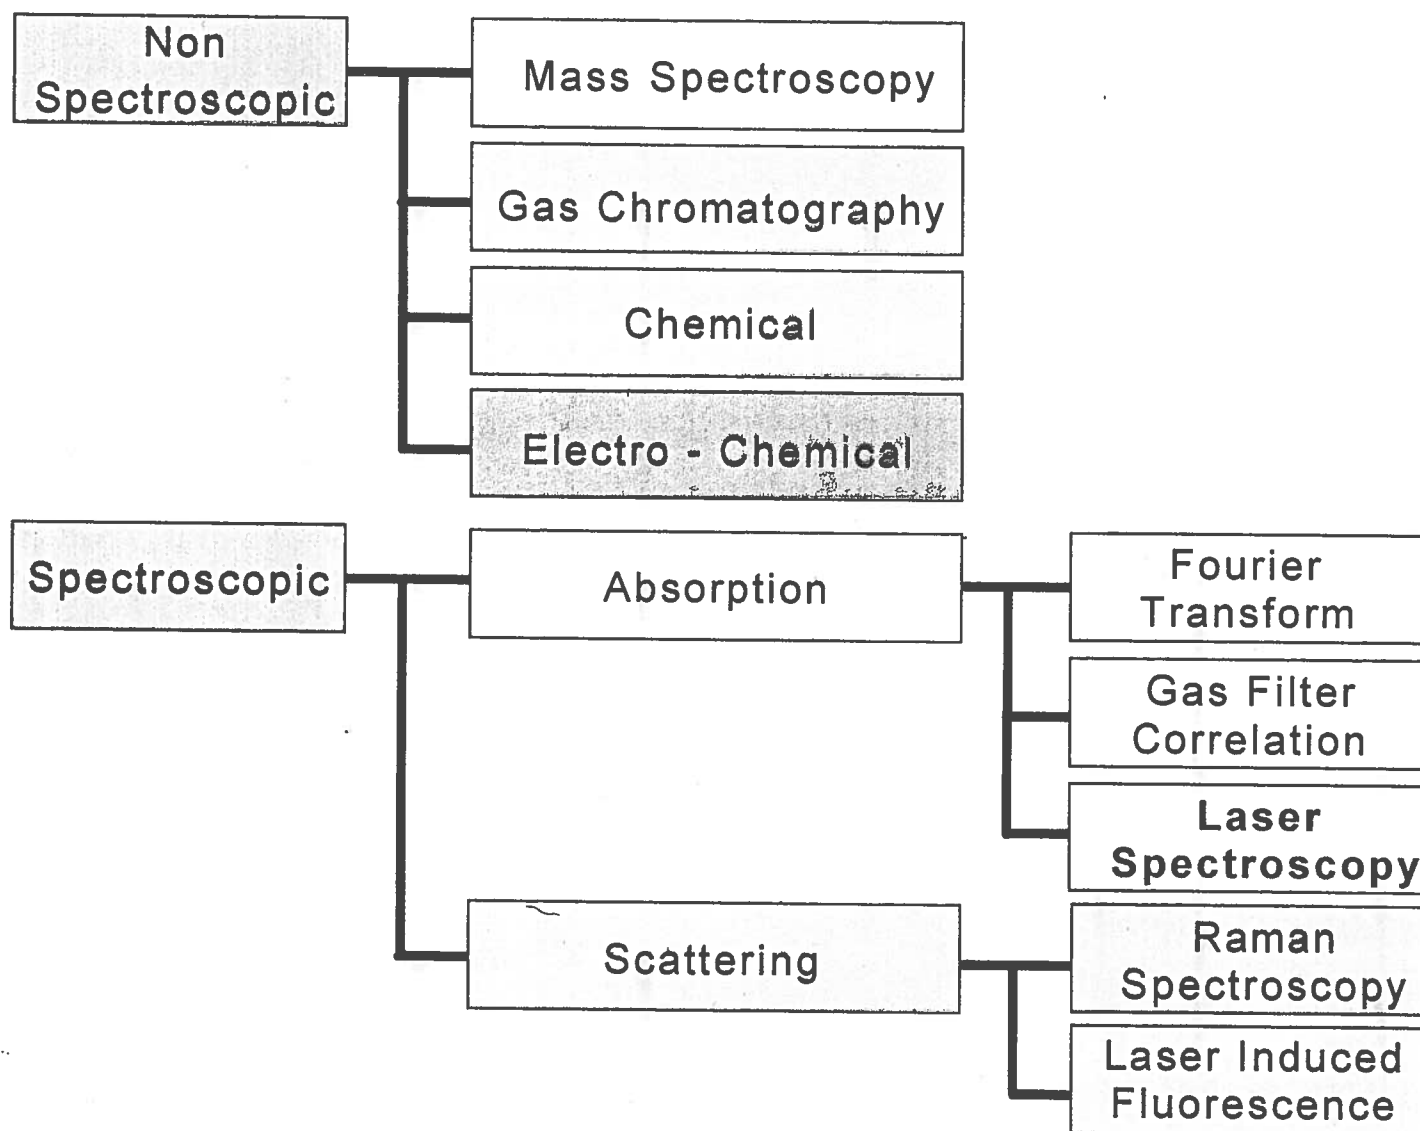 Non
Spectroscopic
Mass Spectroscopy
Gas Chromatography
Chemical
Electro - Chemical
Spectroscopic
Absorption
Fourier
Transform
Gas Filter
Correlation
Laser
Spectroscopy
Scattering
Raman
Spectroscopy
Laser Induced
Fluorescence